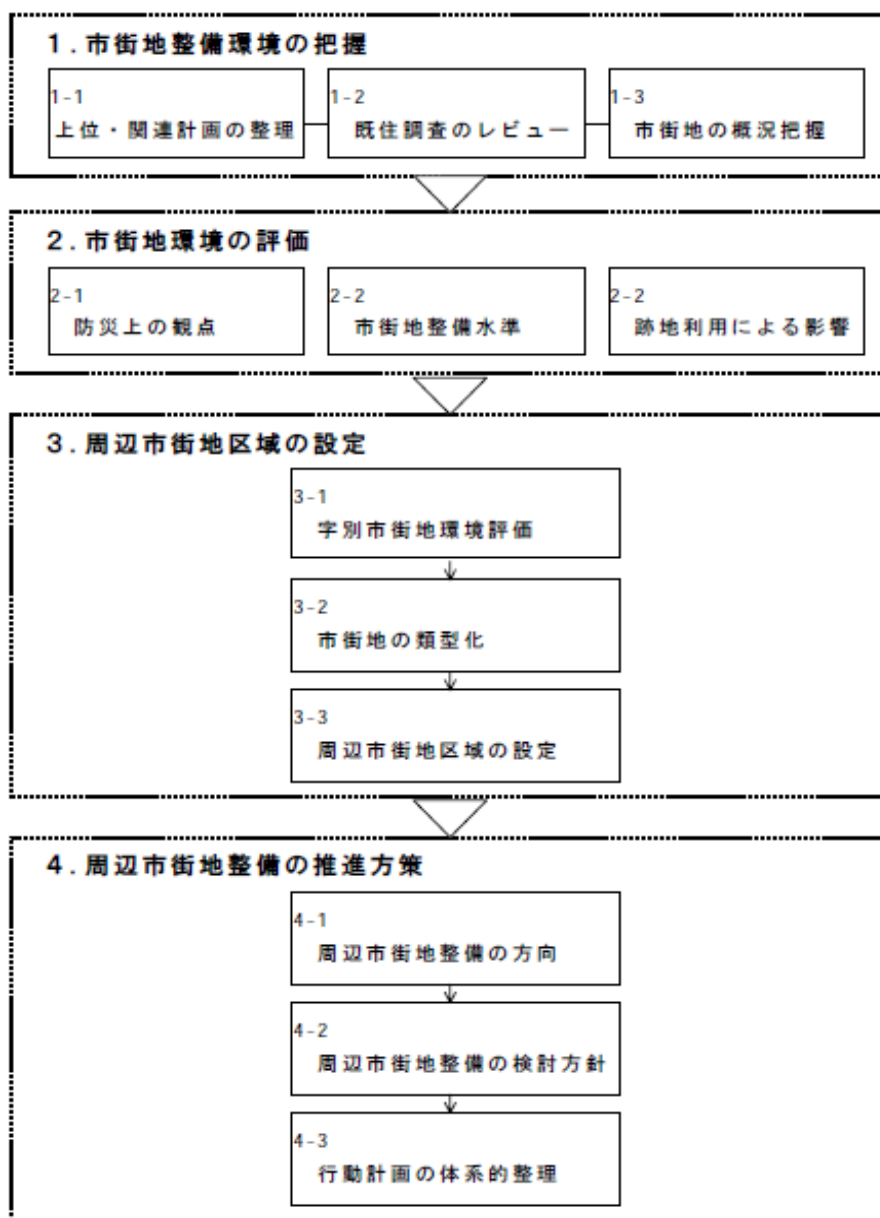 1.市街地整備環境の把握
1-1
上位・関連計画の整理
1-2
既住調査のレビュー
1-3
市街地の概況把握
2.市街地環境の評価
2-1
防災上の観点
2-2
市街地整備水準
2-2
跡地利用による影響
3.周辺市街地区域の設定
3-1
字別市街地環境評価
3-2
市街地の類型化
3-3
周辺市街地区域の設定
4.周辺市街地整備の推進方策
4-1
周辺市街地整備の方向
4-2
周辺市街地整備の検討方針
4-3
行動計画の体系的整理